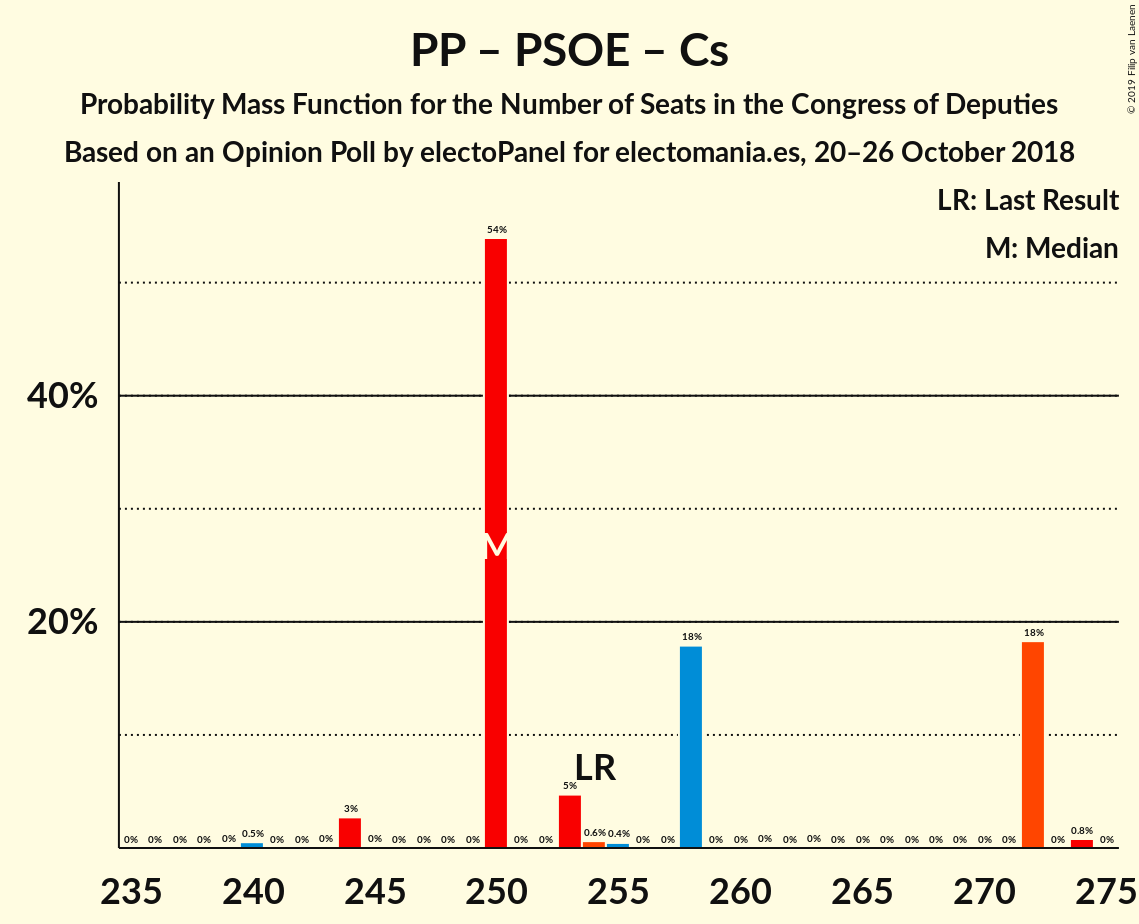 PP – PSOE – Cs
Probability Mass Function for the Number of Seats in the Congress of Deputies
Based on an Opinion Poll by electoPanel for electomania.es, 20–26 October 2018
© 2019 Filip van Laenen
LR: Last Result
M: Median
54%
40%
M
20%
18% 18%
LR
5%
3%
0% 0% 0% 0% 0% 0.5% 0% 0% 0% 0% 0% 0% 0% 0% 0% 0% 0.6% 0.4% 0% 0% 0% 0% 0% 0% 0% 0% 0% 0% 0% 0% 0% 0% 0% 0% 0.8% 0%
235 240 245 250 255 260 265 270 275